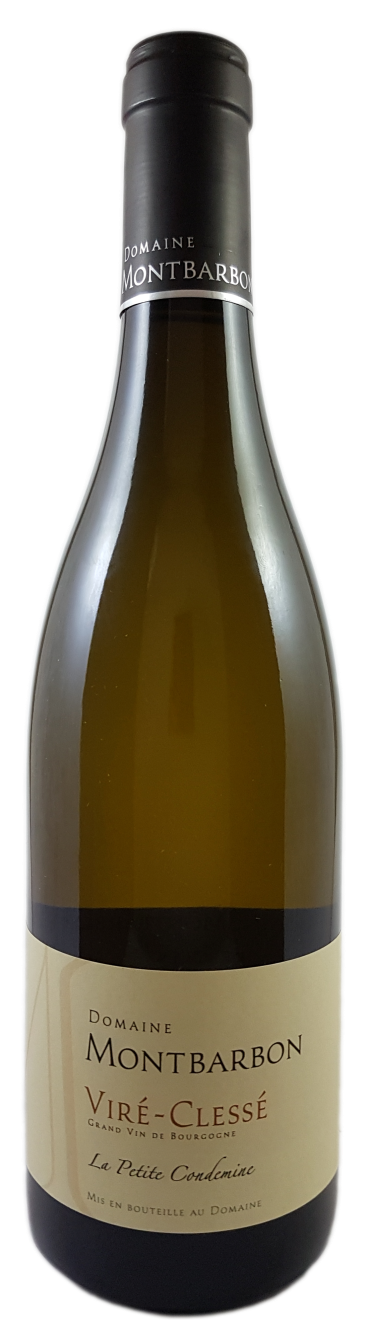 DOMAINE
MONTBARBON
DOMAINE
MONTBARBON
VIRÉ-CLESSÉ
GRAND VIN DE BOURGOGNE
La Petite Condemine
MIS EN BOUTEILLE AU DOMAINE